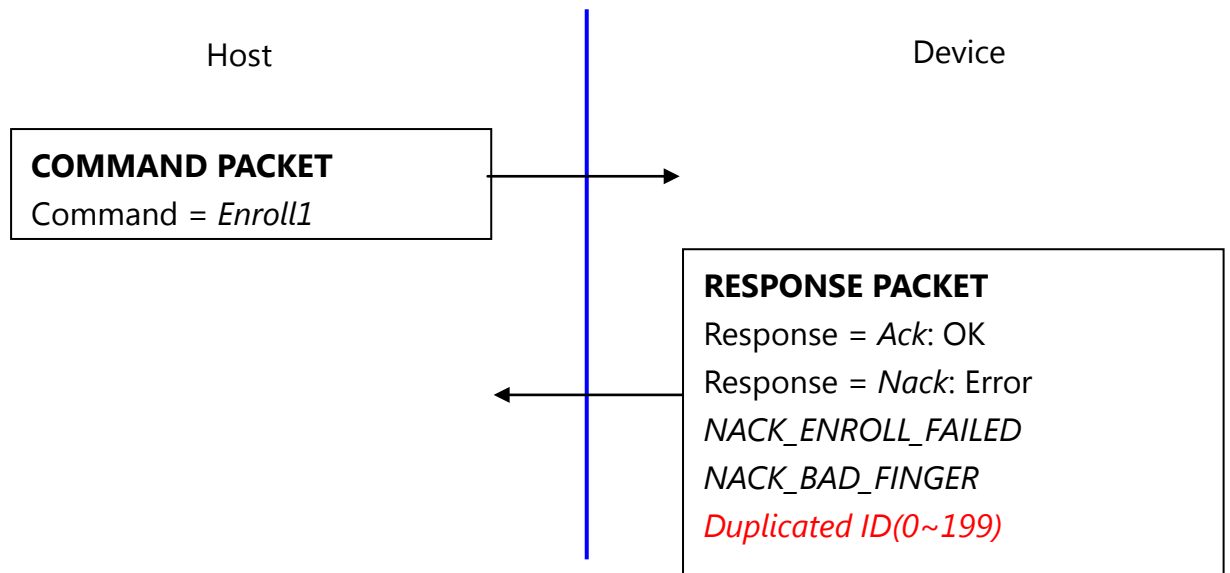 Host
Device
COMMAND PACKET
Command = Enroll1
RESPONSE PACKET
Response = Ack: OK
Response = Nack: Error
NACK_ENROLL_FAILED
NACK_BAD_FINGER
Duplicated ID(0~199)